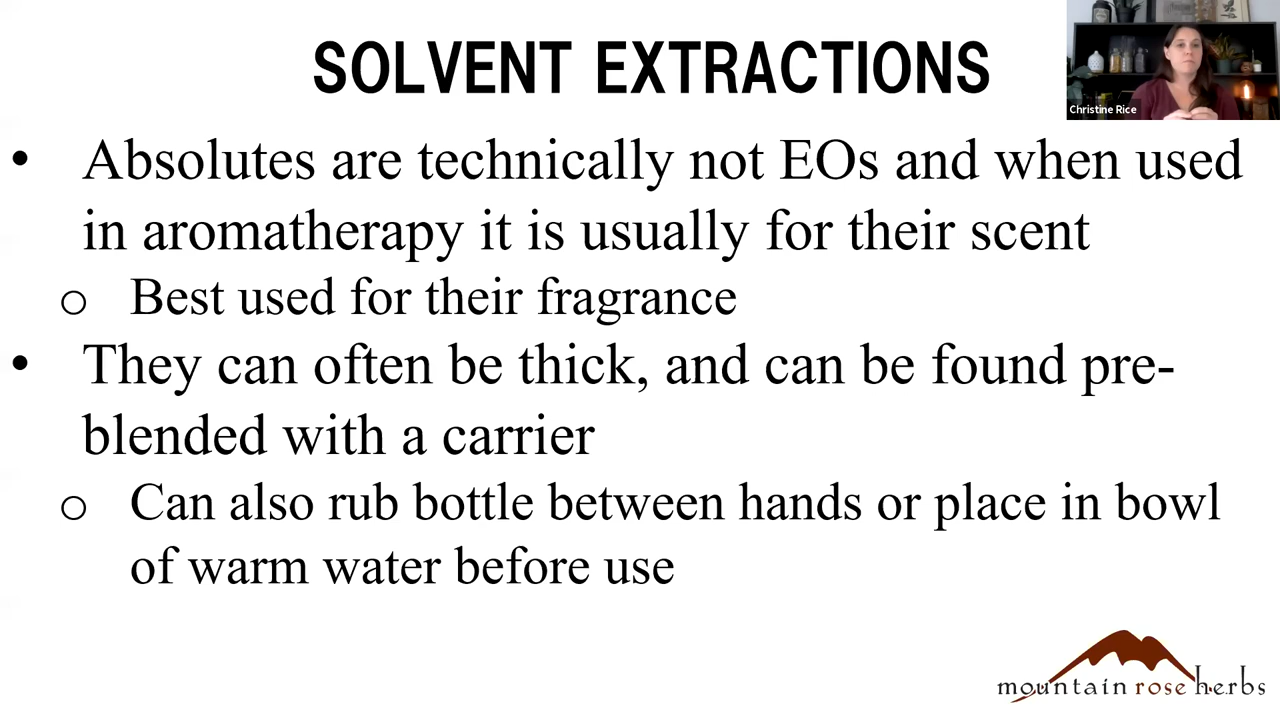 SOLVENT EXTRACTIONS
Christine Rice
• Absolutes are technically not EOs and when used
in aromatherapy it is usually for their scent
o Best used for their fragrance
• They can often be thick, and can be found pre-
blended with a carrier
o Can also rub bottle between hands or place in bowl
of warm water before use
mountain rose herbs